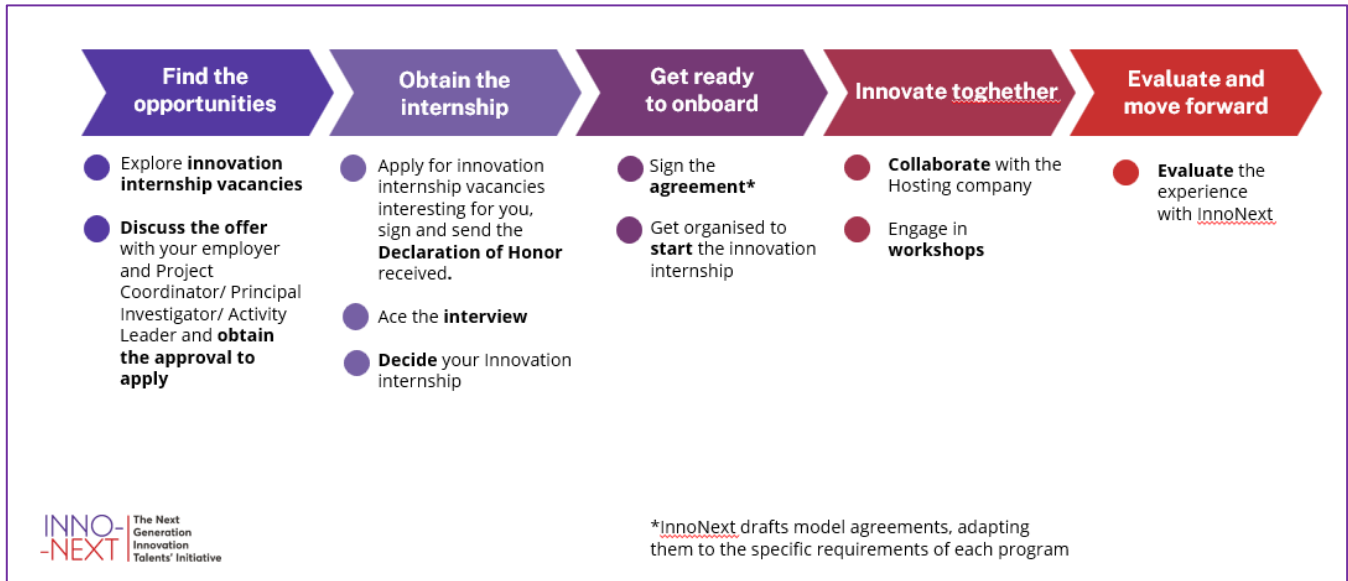 Find the
opportunities
Obtain the
internship
Get ready
to onboard
Innovate toghether
Evaluate and
move forward
Explore innovation
internship vacancies
Discuss the offer
with your employer
and Project
Coordinator/ Principal
Investigator/ Activity
Leader and obtain
the approval to
apply
Apply for innovation
internship vacancies
interesting for you,
sign and send the
Declaration of Honor
received.
Ace the interview
Decide your Innovation
internship
Sign the
agreement*
Get organised to
start the innovation
internship
Collaborate with the
Hosting company
Engage in
workshops
Evaluate the
experience
with InnoNext
INNO-
-NEXT
The Next
Generation
Innovation
Talents' Initiative
*InnoNext drafts model agreements, adapting
them to the specific requirements of each program